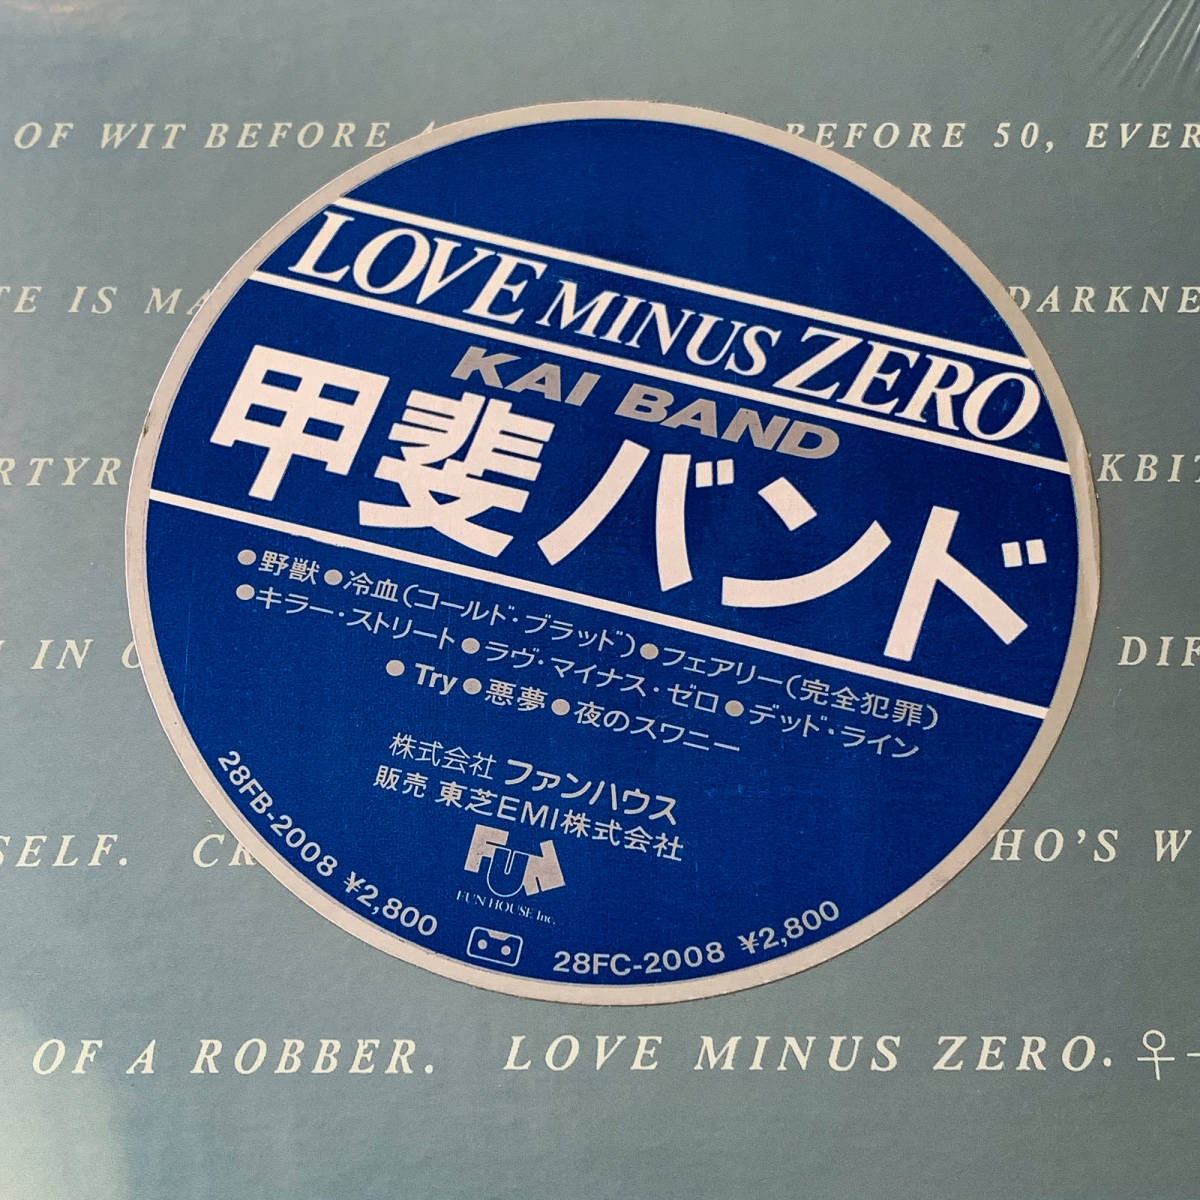 OF WIT BEFORE
BEFORE 50, EVER
TE IS MA
DARKNE
LOVE MINUS ZERO
KAI BAND
甲斐バンド
RTYR
KBIT
●野獣●冷血(コールド・ブラッド)●フェアリー(完全犯罪)
●キラー・ストリート●ラヴ・マイナス・ゼロ●デッド・ライン
●Try●悪夢●夜のスワニー
IN
DIF
株式会社 ファンハウス
販売 東芝EMI株式会社
FUN
FUN HOUSE Inc.
SELF. CR
HO'S W
28FB-2008 ¥2,800
28FC-2008 ¥2,800
OF A ROBBER. LOVE MINUS ZERO.